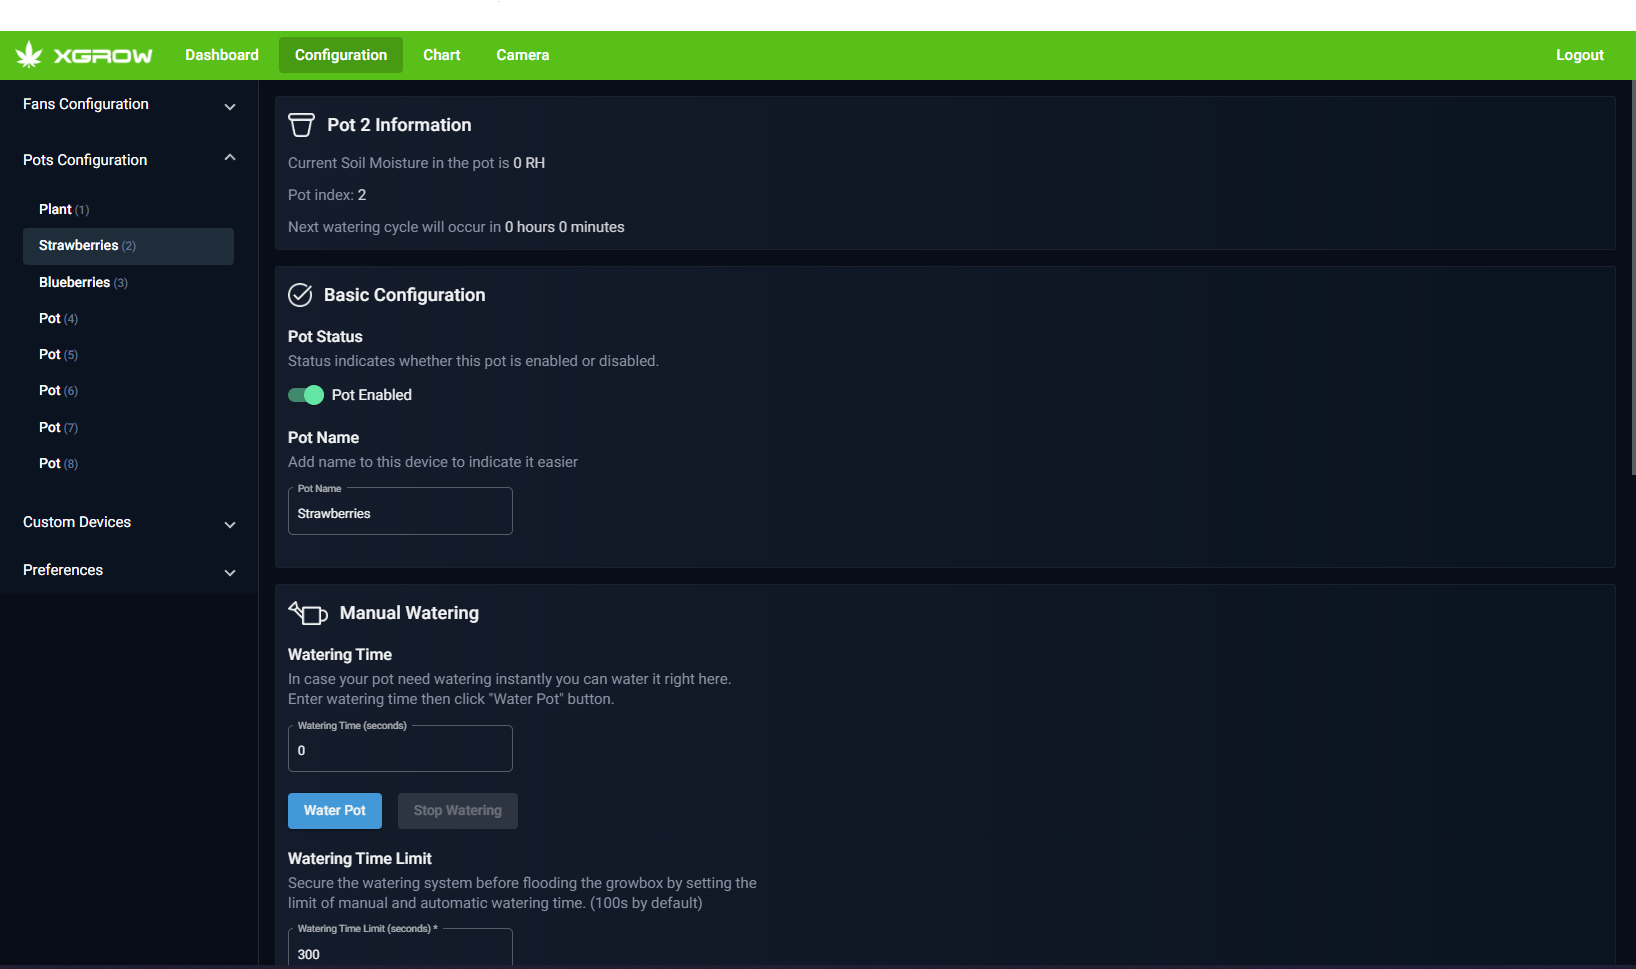 XGROW Dashboard Configuration Chart Camera Logout
Fans Configuration
Pots Configuration
Plant (1)
Strawberries (2)
Blueberries (3)
Pot (4)
Pot (5)
Pot (6)
Pot (7)
Pot (8)
Custom Devices
Preferences
Pot 2 Information
Current Soil Moisture in the pot is 0 RH
Pot index: 2
Next watering cycle will occur in 0 hours 0 minutes
Basic Configuration
Pot Status
Status indicates whether this pot is enabled or disabled.
Pot Enabled
Pot Name
Add name to this device to indicate it easier
Pot Name
Strawberries
Manual Watering
Watering Time
In case your pot need watering instantly you can water it right here.
Enter watering time then click "Water Pot" button.
Watering Time (seconds)
0
Water Pot Stop Watering
Watering Time Limit
Secure the watering system before flooding the growbox by setting the
limit of manual and automatic watering time. (100s by default)
Watering Time Limit (seconds) *
300